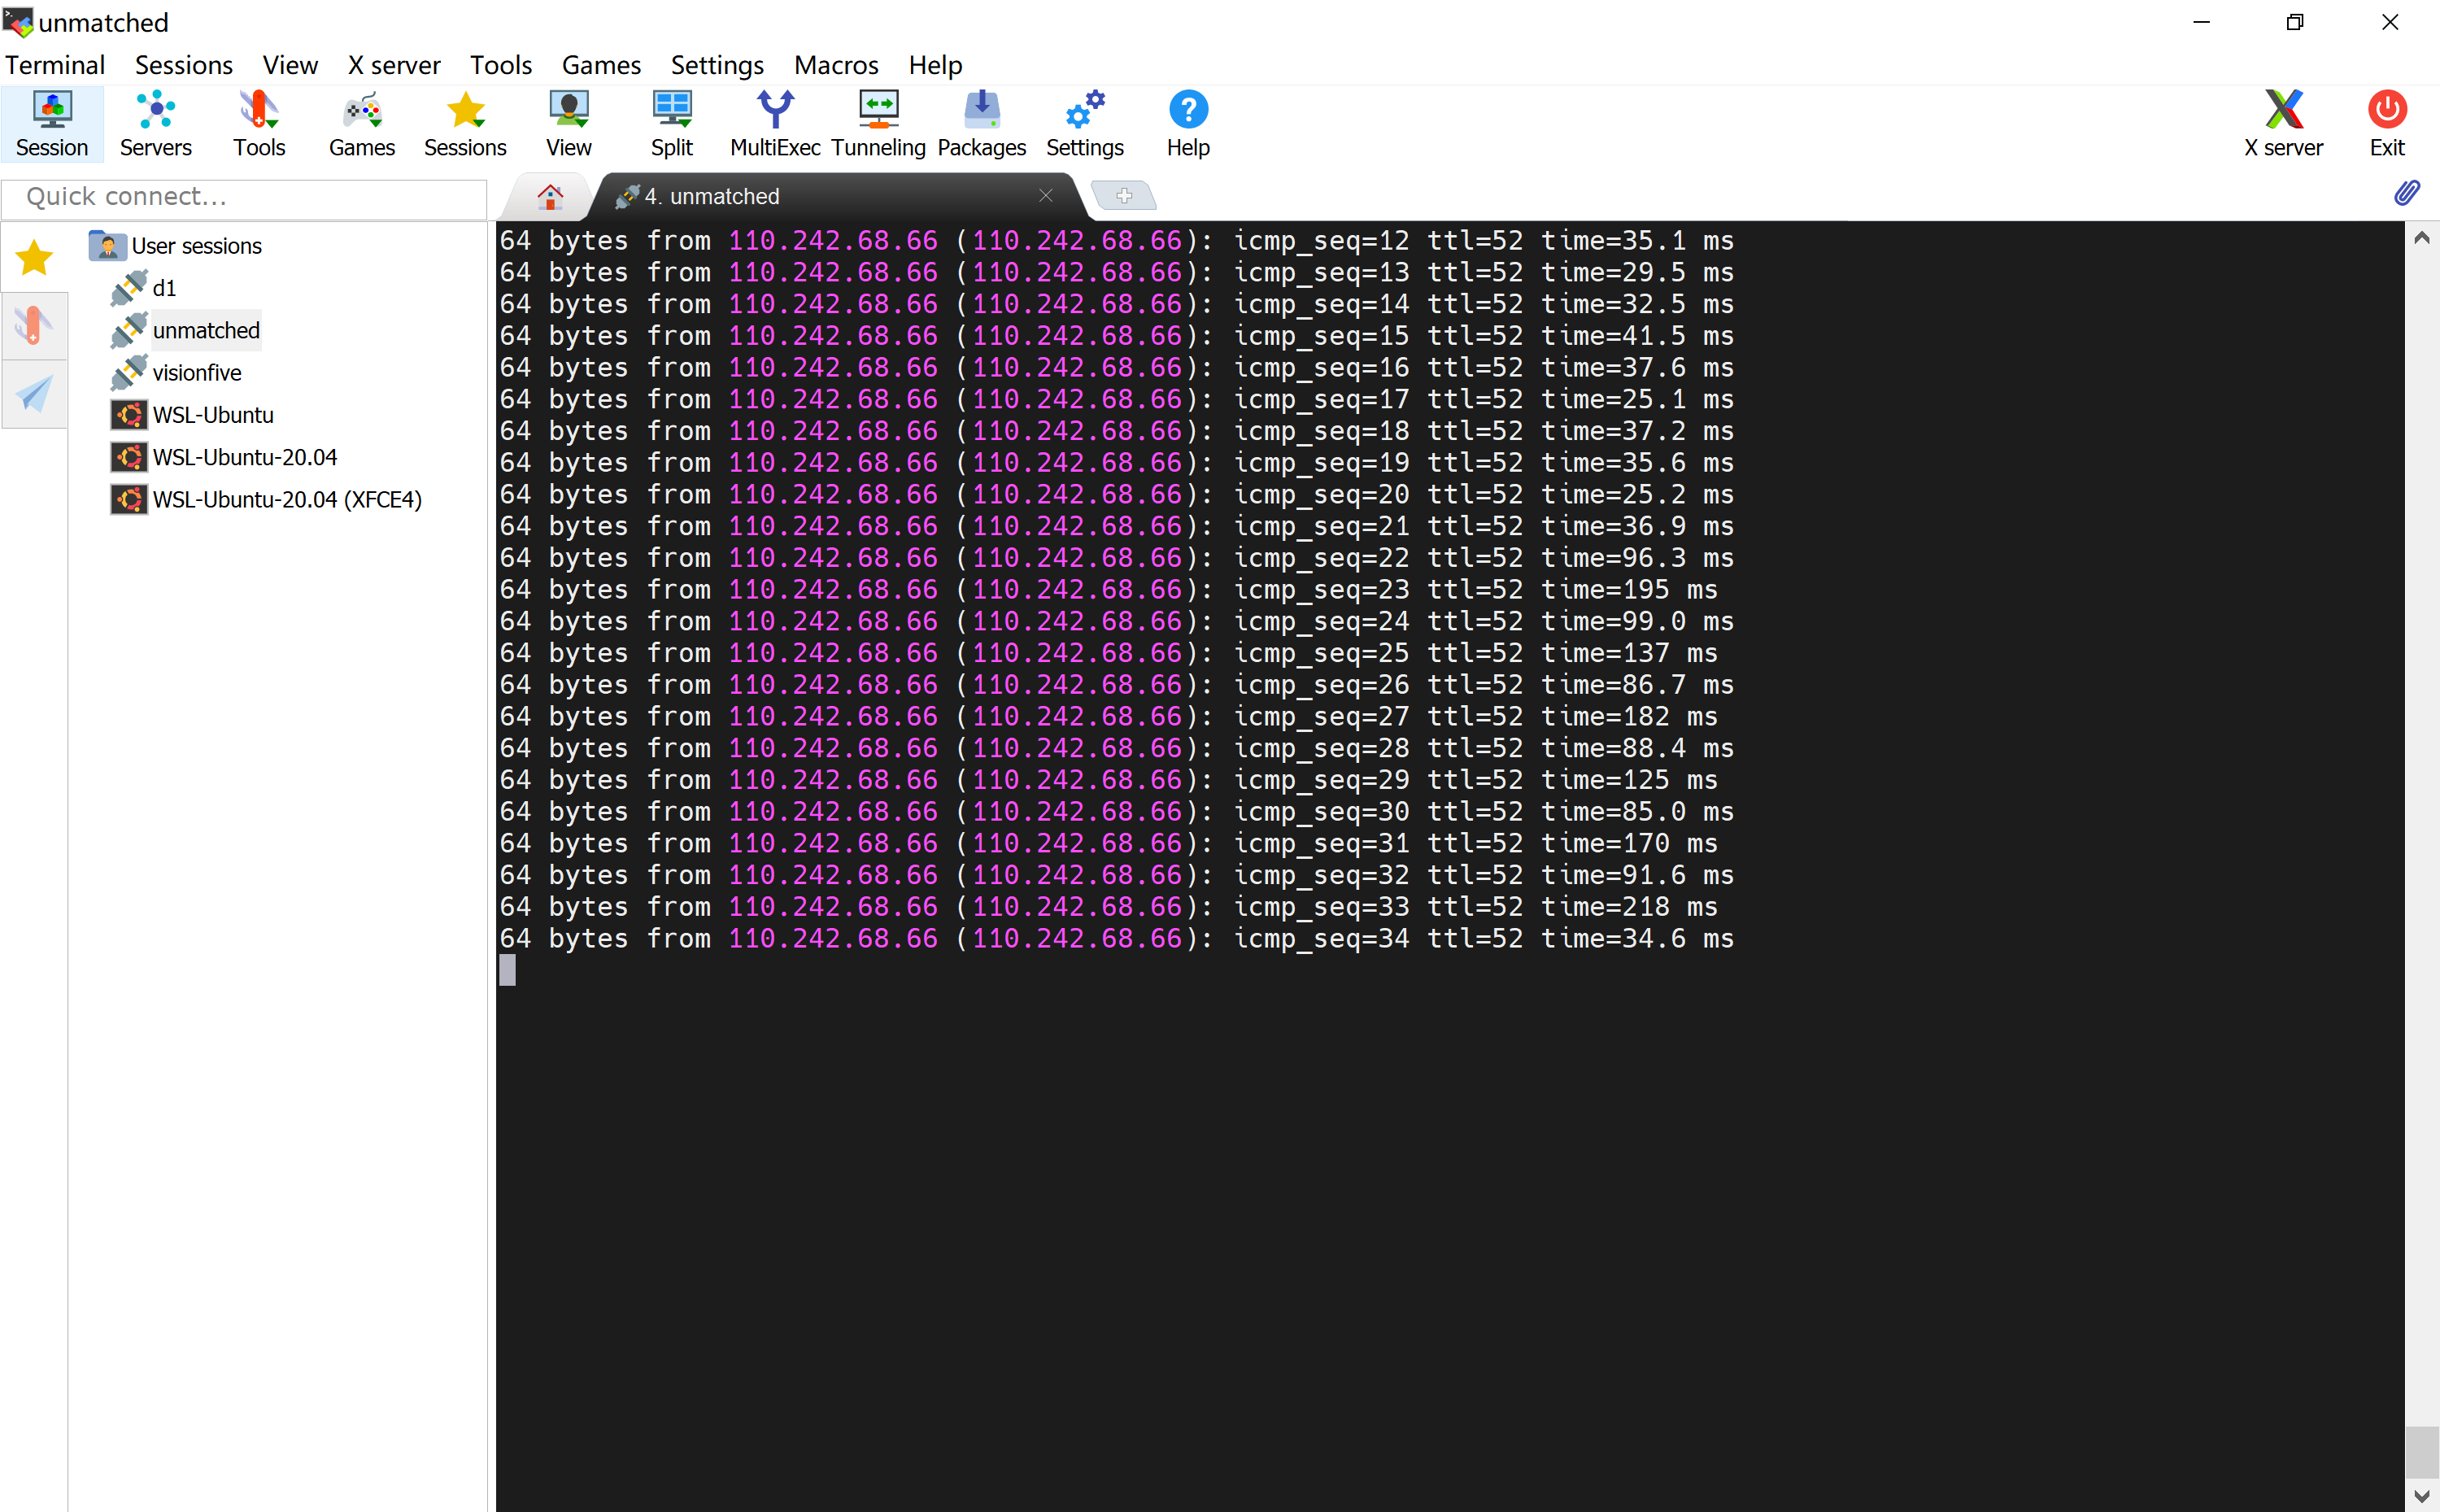 unmatched
Terminal Sessions View X server Tools Games Settings Macros Help
Session Servers Tools Games Sessions View Split MultiExec Tunneling Packages Settings Help X server Exit
Quick connect...
4. unmatched
User sessions
d1
unmatched
visionfive
WSL-Ubuntu
WSL-Ubuntu-20.04
WSL-Ubuntu-20.04 (XFCE4)
64 bytes from 110.242.68.66 (110.242.68.66): icmp_seq=12 ttl=52 time=35.1 ms
64 bytes from 110.242.68.66 (110.242.68.66): icmp_seq=13 ttl=52 time=29.5 ms
64 bytes from 110.242.68.66 (110.242.68.66): icmp_seq=14 ttl=52 time=32.5 ms
64 bytes from 110.242.68.66 (110.242.68.66): icmp_seq=15 ttl=52 time=41.5 ms
64 bytes from 110.242.68.66 (110.242.68.66): icmp_seq=16 ttl=52 time=37.6 ms
64 bytes from 110.242.68.66 (110.242.68.66): icmp_seq=17 ttl=52 time=25.1 ms
64 bytes from 110.242.68.66 (110.242.68.66): icmp_seq=18 ttl=52 time=37.2 ms
64 bytes from 110.242.68.66 (110.242.68.66): icmp_seq=19 ttl=52 time=35.6 ms
64 bytes from 110.242.68.66 (110.242.68.66): icmp_seq=20 ttl=52 time=25.2 ms
64 bytes from 110.242.68.66 (110.242.68.66): icmp_seq=21 ttl=52 time=36.9 ms
64 bytes from 110.242.68.66 (110.242.68.66): icmp_seq=22 ttl=52 time=96.3 ms
64 bytes from 110.242.68.66 (110.242.68.66): icmp_seq=23 ttl=52 time=195 ms
64 bytes from 110.242.68.66 (110.242.68.66): icmp_seq=24 ttl=52 time=99.0 ms
64 bytes from 110.242.68.66 (110.242.68.66): icmp_seq=25 ttl=52 time=137 ms
64 bytes from 110.242.68.66 (110.242.68.66): icmp_seq=26 ttl=52 time=86.7 ms
64 bytes from 110.242.68.66 (110.242.68.66): icmp_seq=27 ttl=52 time=182 ms
64 bytes from 110.242.68.66 (110.242.68.66): icmp_seq=28 ttl=52 time=88.4 ms
64 bytes from 110.242.68.66 (110.242.68.66): icmp_seq=29 ttl=52 time=125 ms
64 bytes from 110.242.68.66 (110.242.68.66): icmp_seq=30 ttl=52 time=85.0 ms
64 bytes from 110.242.68.66 (110.242.68.66): icmp_seq=31 ttl=52 time=170 ms
64 bytes from 110.242.68.66 (110.242.68.66): icmp_seq=32 ttl=52 time=91.6 ms
64 bytes from 110.242.68.66 (110.242.68.66): icmp_seq=33 ttl=52 time=218 ms
64 bytes from 110.242.68.66 (110.242.68.66): icmp_seq=34 ttl=52 time=34.6 ms